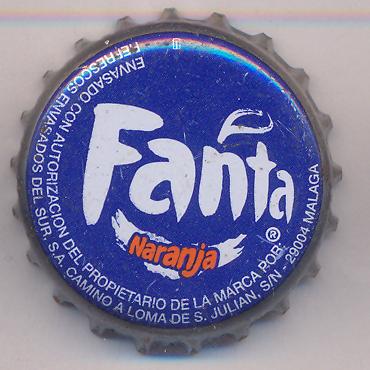 Fanta
Naranja
®
ENVASADO CON AUTORIZACION DEL PROPIETARIO DE LA MARCA POR:
REFRESCOS ENVASADOS DEL SUR S.A. CAMINO A LOMA DE S. JULIAN, S/N - 29004 MALAGA